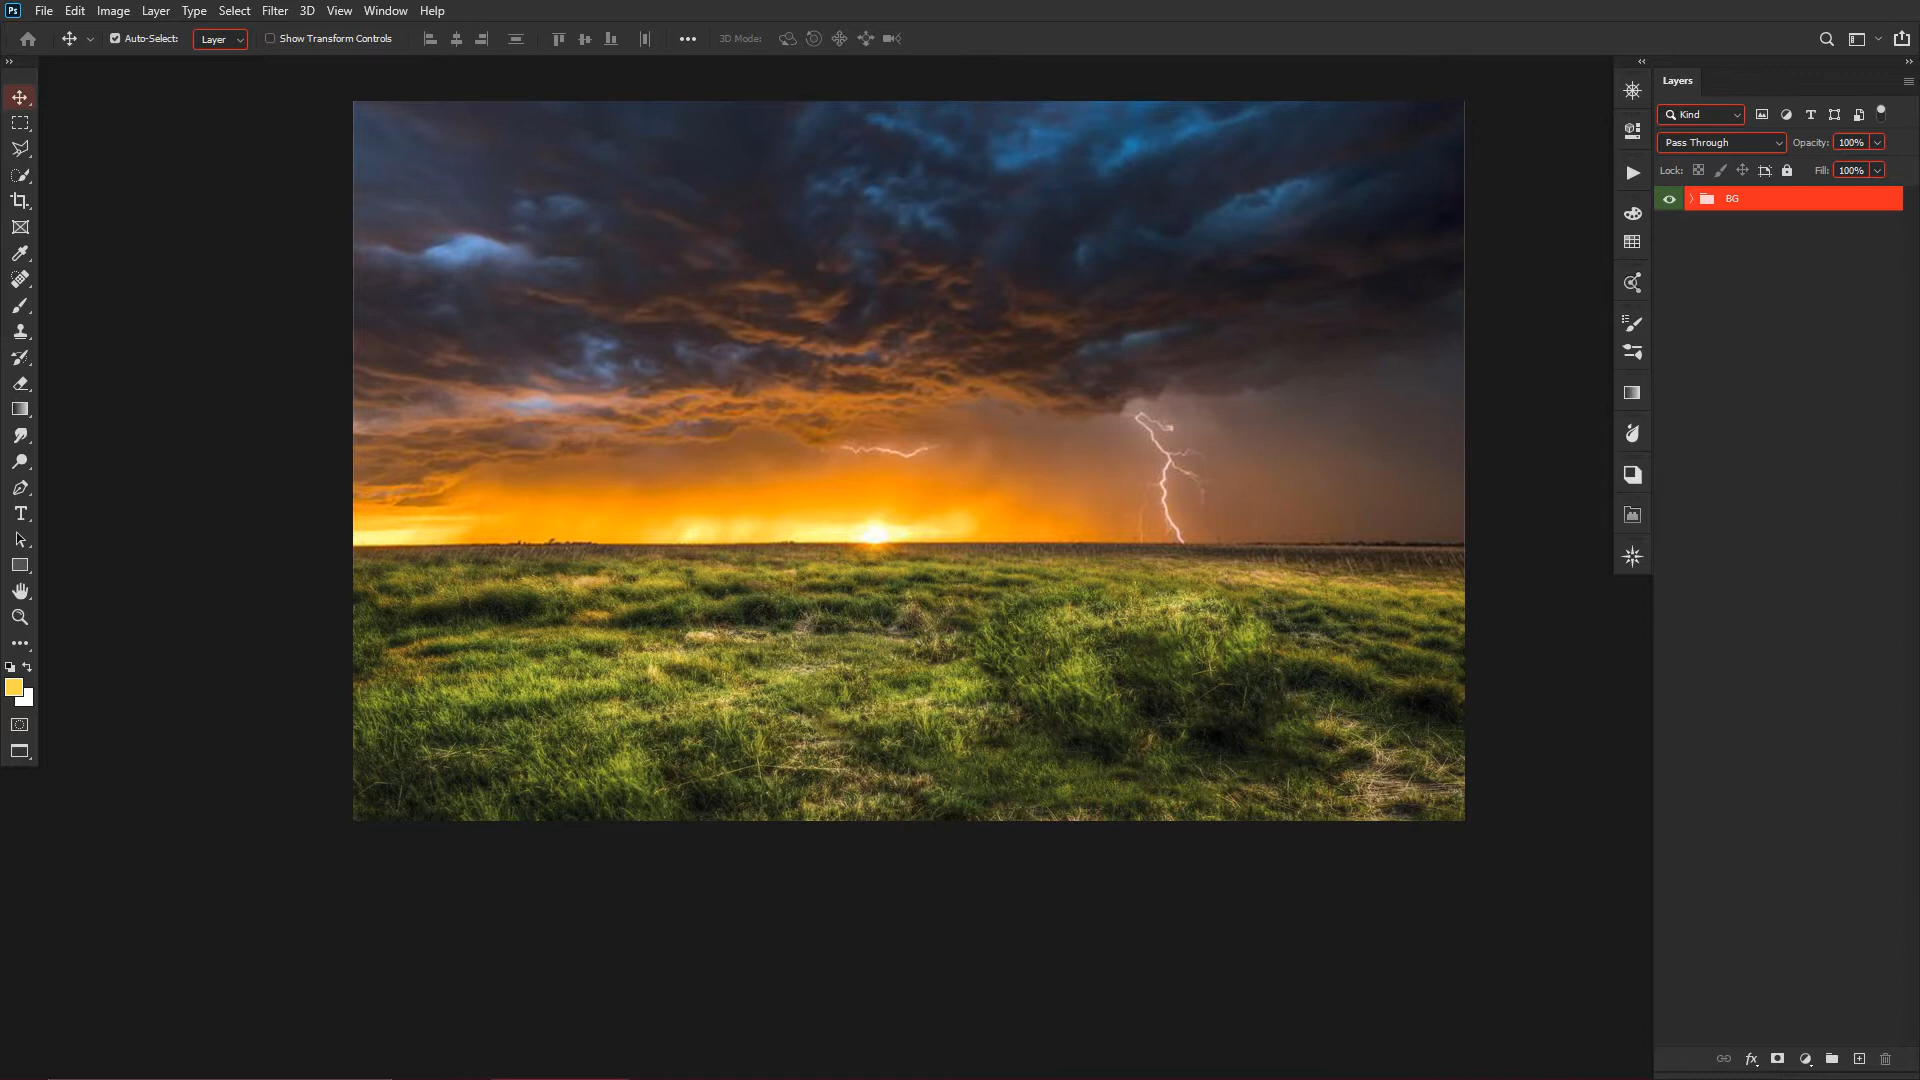 Ps File Edit Image Layer Type Select Filter 3D View Window Help
Auto-Select: Layer Show Transform Controls 3D Mode:
Layers
Kind
Pass Through Opacity: 100%
Lock: Fill: 100%
BG